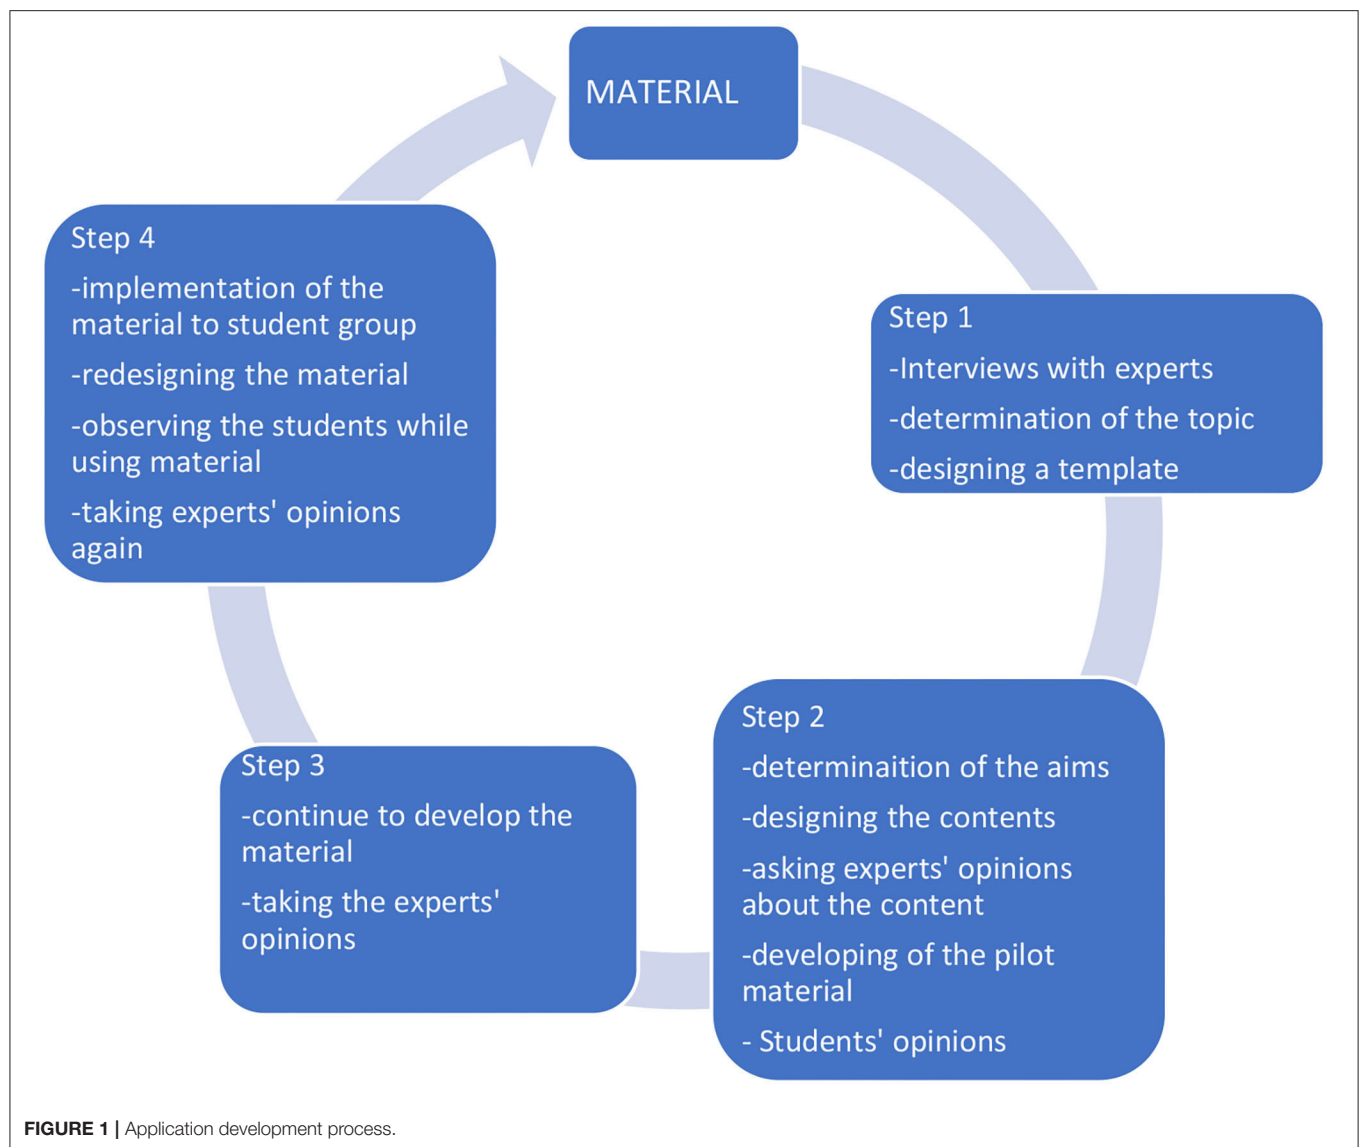 MATERIAL
Step 1
-Interviews with experts
-determination of the topic
-designing a template
Step 2
-determinaition of the aims
-designing the contents
-asking experts' opinions
about the content
-developing of the pilot
material
- Students' opinions
Step 3
-continue to develop the
material
-taking the experts'
opinions
Step 4
-implementation of the
material to student group
-redesigning the material
-observing the students while
using material
-taking experts' opinions
again
FIGURE 1 | Application development process.